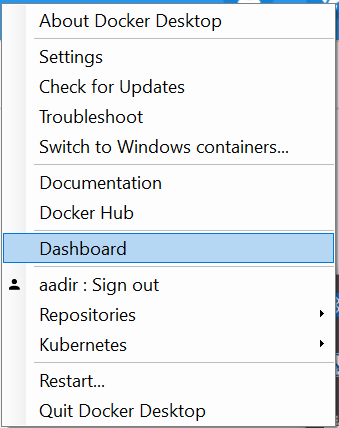 About Docker Desktop
Settings
Check for Updates
Troubleshoot
Switch to Windows containers...
Documentation
Docker Hub
Dashboard
aadir : Sign out
Repositories
Kubernetes
Restart...
Quit Docker Desktop